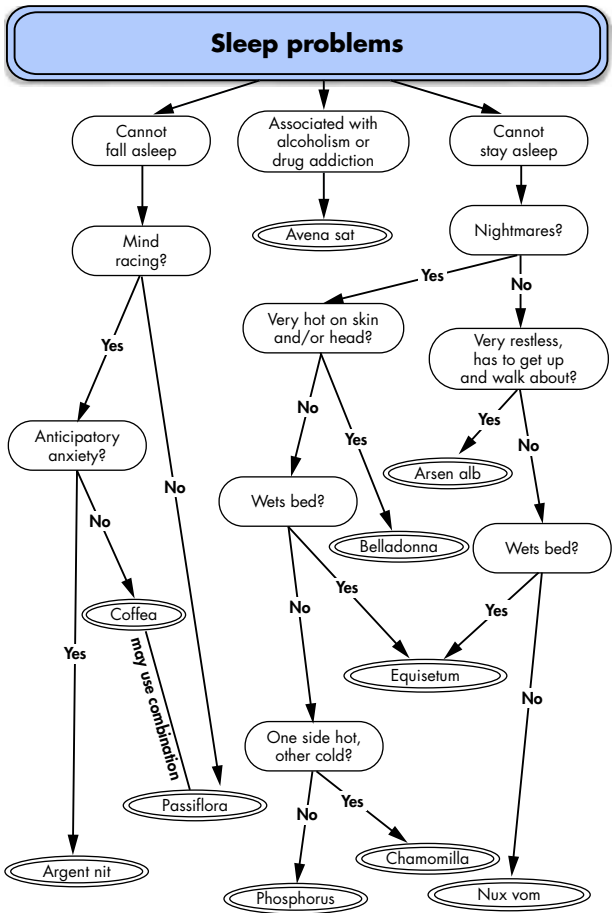 Sleep problems
Cannot
fall asleep
Associated with
alcoholism or
drug addiction
Cannot
stay asleep
Avena sat
Nightmares?
Mind
racing?
Yes
No
Very hot on skin
and/or head?
Very restless,
has to get up
and walk about?
Yes
No
Yes
No
Yes
No
Anticipatory
anxiety?
Arsen alb
No
Wets bed?
Belladonna
Wets bed?
No
Coffea
Yes
No
Yes
Yes
may use combination
Equisetum
No
One side hot,
other cold?
Passiflora
No
Yes
Argent nit
Chamomilla
Phosphorus
Nux vom